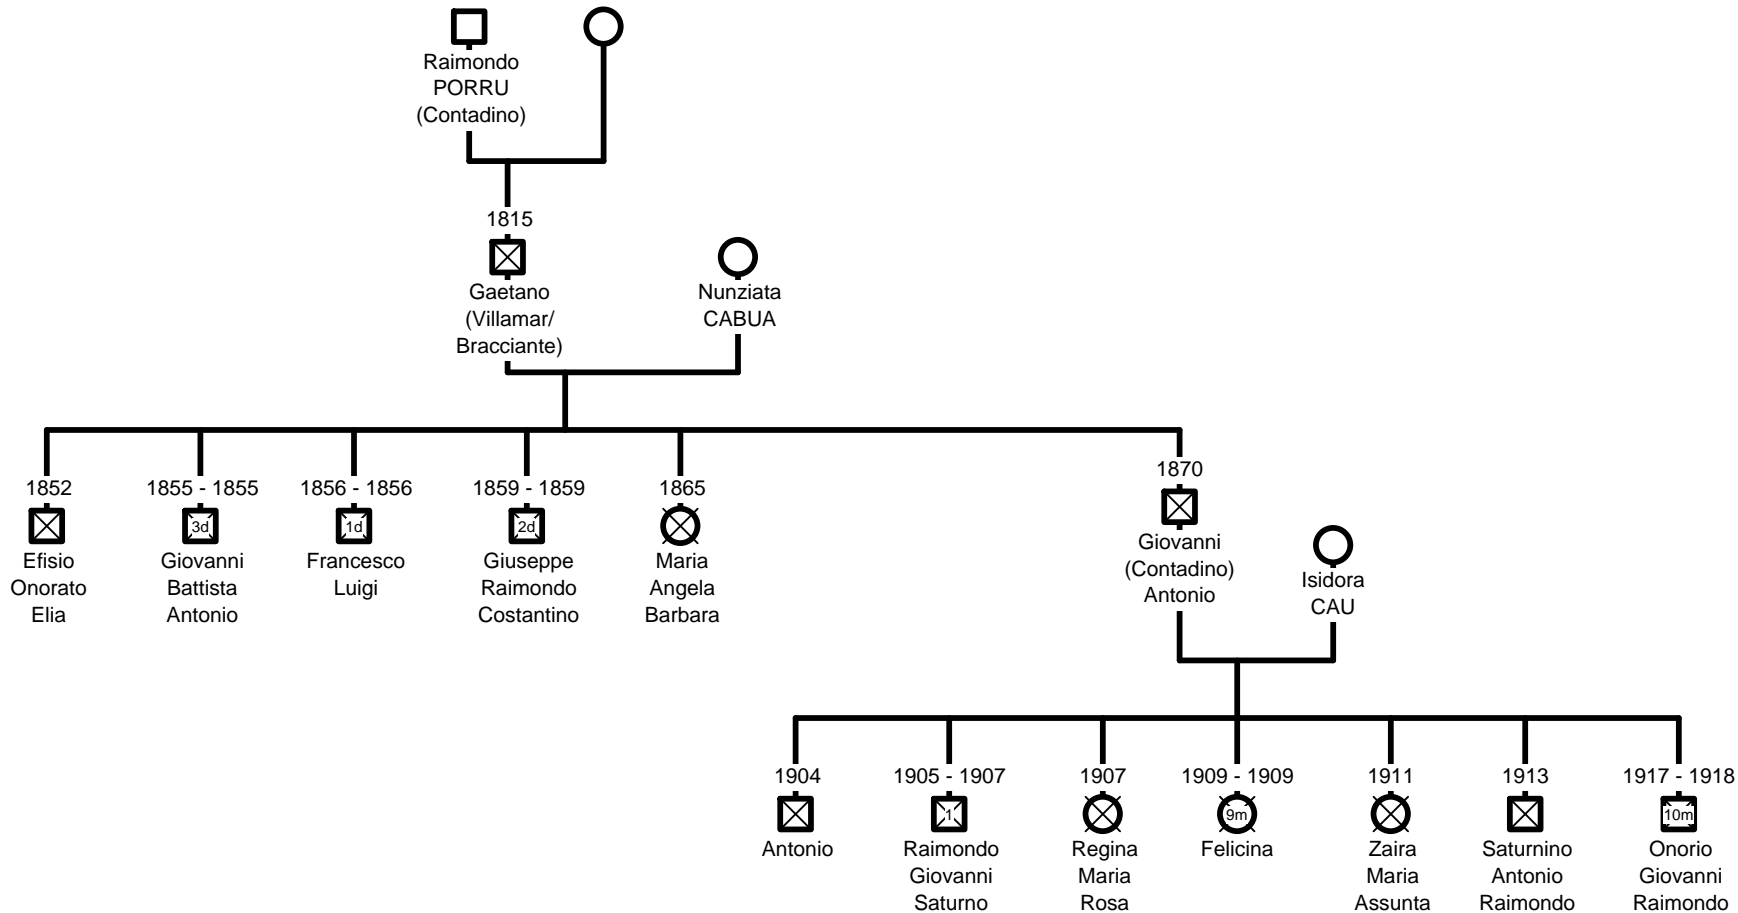 Raimondo
PORRU
(Contadino)
1815
Gaetano
(Villamar/
Bracciante)
Nunziata
CABUA
1852
Efisio
Onorato
Elia
1855 - 1855
3d
Giovanni
Battista
Antonio
1856 - 1856
1d
Francesco
Luigi
1859 - 1859
2d
Giuseppe
Raimondo
Costantino
1865
Maria
Angela
Barbara
1870
Giovanni
(Contadino)
Antonio
Isidora
CAU
1904
Antonio
1905 - 1907
1
Raimondo
Giovanni
Saturno
1907
Regina
Maria
Rosa
1909 - 1909
9m
Felicina
1911
Zaira
Maria
Assunta
1913
Saturnino
Antonio
Raimondo
1917 - 1918
10m
Onorio
Giovanni
Raimondo